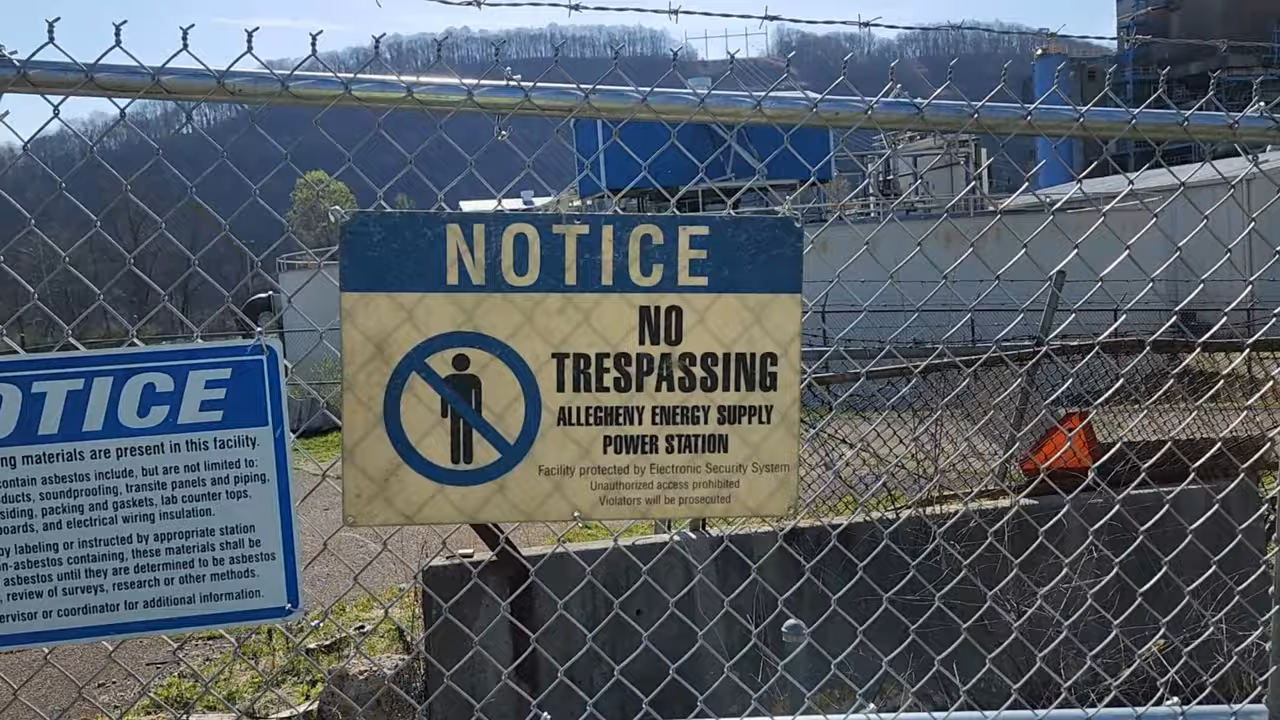 NOTICE
NO
TRESPASSING
ALLEGHENY ENERGY SUPPLY
POWER STATION
Facility protected by Electronic Security System
Unauthorized access prohibited
Violators will be prosecuted
OTICE
ng materials are present in this facility.
contain asbestos include, but are not limited to:
ducts, soundproofing, transite panels and piping,
siding, packing and gaskets, lab counter tops,
boards, and electrical wiring insulation.
by labeling or instructed by appropriate station
n-asbestos containing, these materials shall be
asbestos until they are determined to be asbestos
, review of surveys, research or other methods.
ervisor or coordinator for additional information.